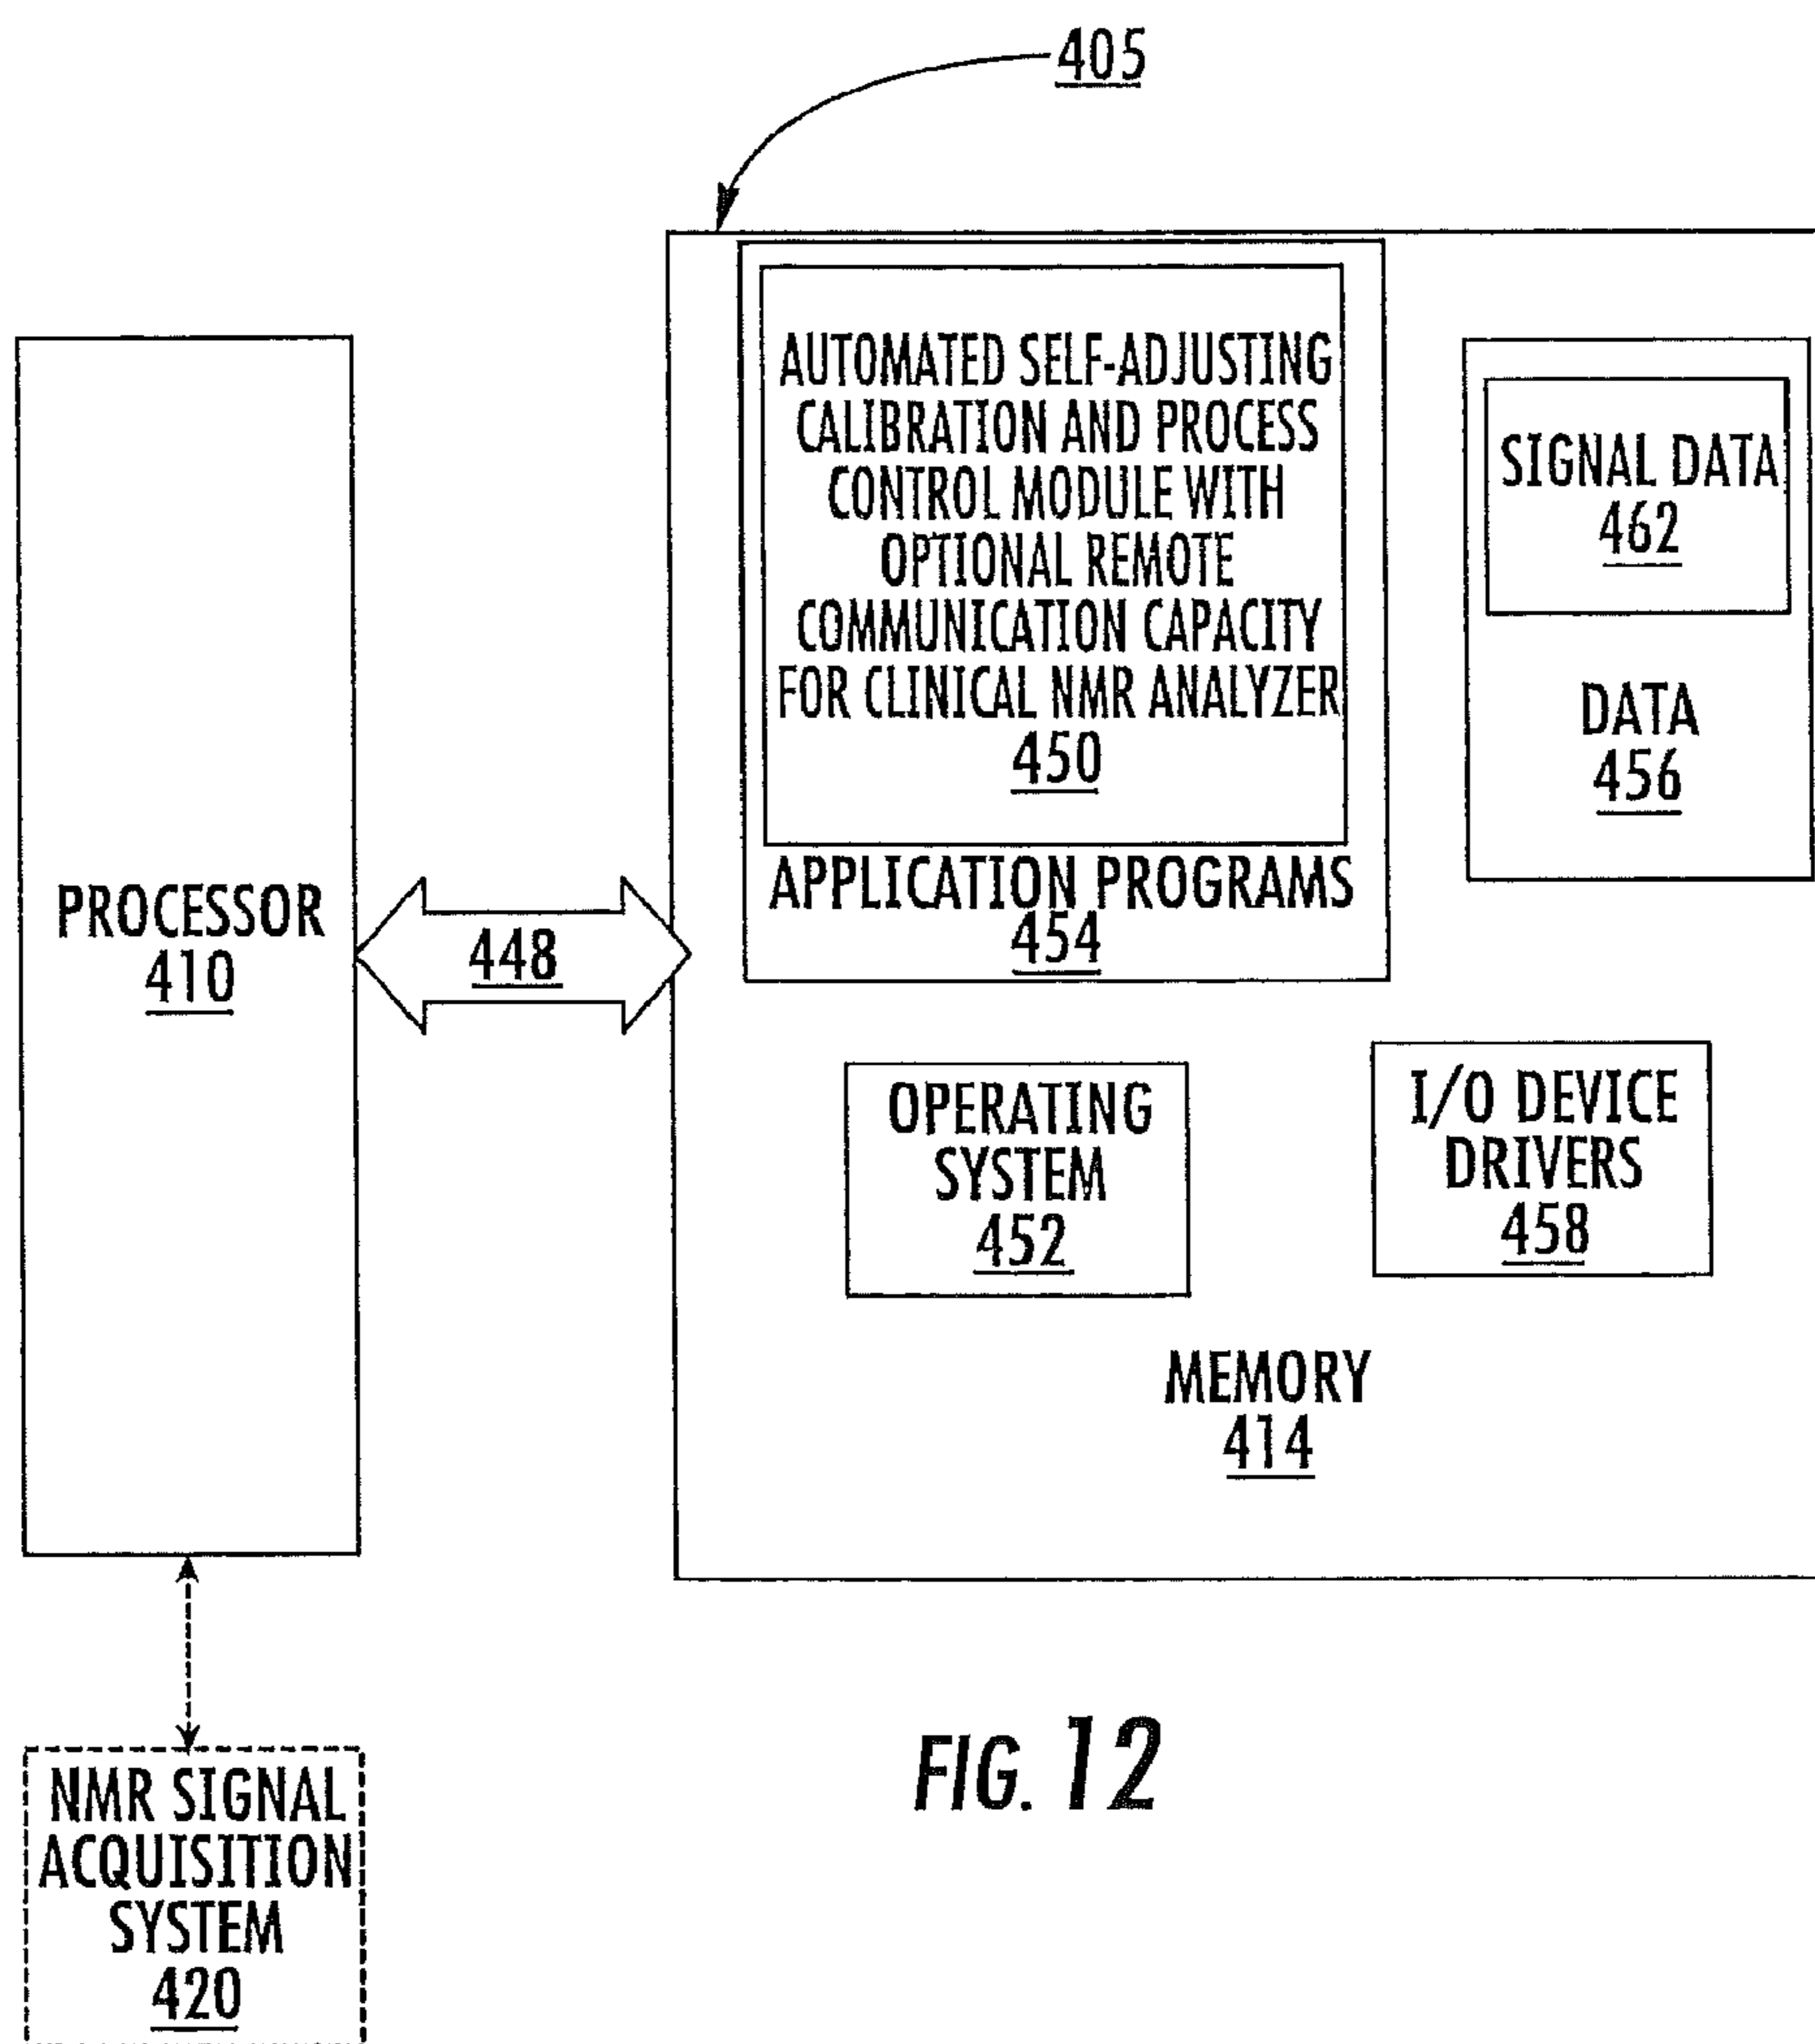 405
AUTOMATED SELF-ADJUSTING
CALIBRATION AND PROCESS
CONTROL MODULE WITH
OPTIONAL REMOTE
COMMUNICATION CAPACITY
FOR CLINICAL NMR ANALYZER
450
APPLICATION PROGRAMS
454
SIGNAL DATA
462
DATA
456
PROCESSOR
410
448
OPERATING
SYSTEM
452
I/O DEVICE
DRIVERS
458
MEMORY
414
NMR SIGNAL
ACQUISITION
SYSTEM
420
FIG. 12